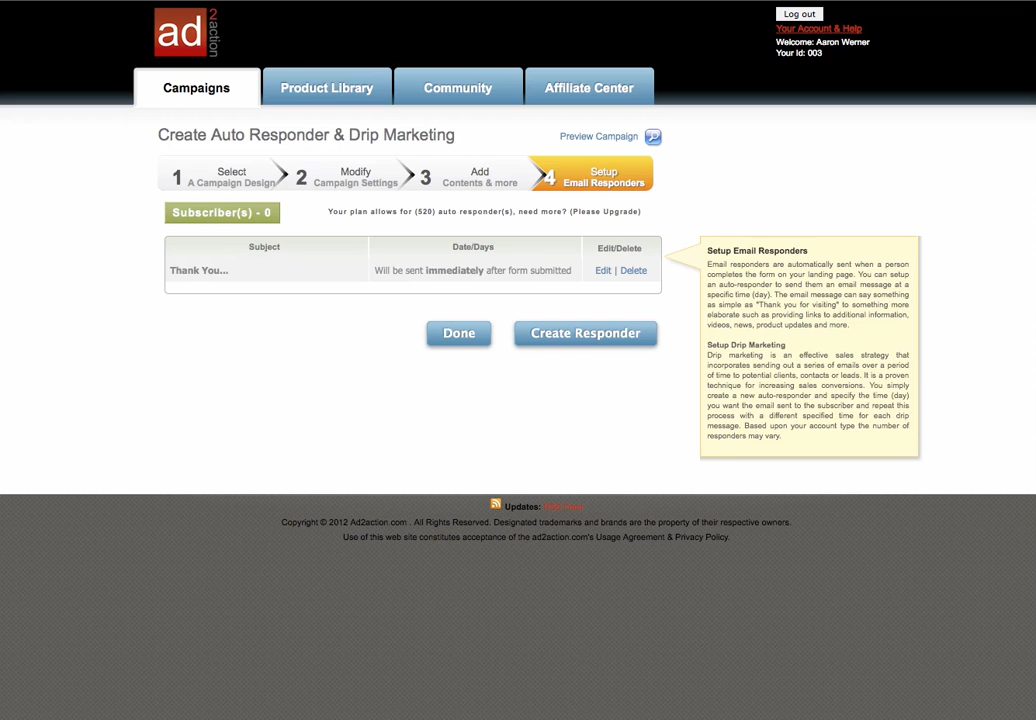 ad 2 action
Log out
Your Account & Help
Welcome: Aaron Werner
Your Id: 003
Campaigns
Product Library
Community
Affiliate Center
Create Auto Responder & Drip Marketing
Preview Campaign
1 Select A Campaign Design
2 Modify Campaign Settings
3 Add Contents & more
4 Setup Email Responders
Subscriber(s) - 0
Your plan allows for (520) auto responder(s), need more? (Please Upgrade)
Subject
Date/Days
Edit/Delete
Thank You...
Will be sent immediately after form submitted
Edit | Delete
Done
Create Responder
Setup Email Responders
Email responders are automatically sent when a person
completes the form on your landing page. You can setup
an auto-responder to send them an email message at a
specific time (day). The email message can say something
as simple as "Thank you for visiting" to something more
elaborate such as providing links to additional information,
videos, news, product updates and more.
Setup Drip Marketing
Drip marketing is an effective sales strategy that
incorporates sending out a series of emails over a period
of time to potential clients, contacts or leads. It is a proven
technique for increasing sales conversions. You simply
create a new auto-responder and specify the time (day)
you want the email sent to the subscriber and repeat this
process with a different specified time for each drip
message. Based upon your account type the number of
responders may vary.
Updates:
Copyright © 2012 Ad2action.com . All Rights Reserved. Designated trademarks and brands are the property of their respective owners.
Use of this web site constitutes acceptance of the ad2action.com's Usage Agreement & Privacy Policy.